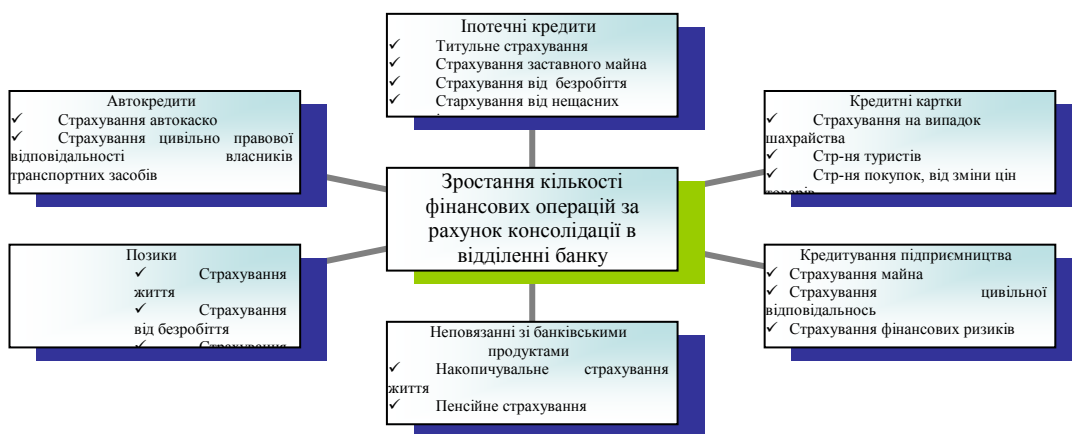 Іпотечні кредити
✓ Титульне страхування
✓ Страхування заставного майна
✓ Страхування від безробіття
✓ Стархування від нещасних
Автокредити
✓ Страхування автокаско
✓ Страхування цивільно правової
відповідальності власників
транспортних засобів
Кредитні картки
✓ Страхування на випадок
шахрайства
✓ Стр-ня туристів
✓ Стр-ня покупок, від зміни цін
товарів
Зростання кількості
фінансових операцій за
рахунок консолідації в
відділенні банку
Позики
✓ Страхування
життя
✓ Страхування
від безробіття
✓ Страхування
Кредитування підприємництва
✓ Страхування майна
✓ Страхування цивільної
відповідальнось
✓ Страхування фінансових ризиків
Неповязанні зі банківськими
продуктами
✓ Накопичувальне страхування
життя
✓ Пенсійне страхування